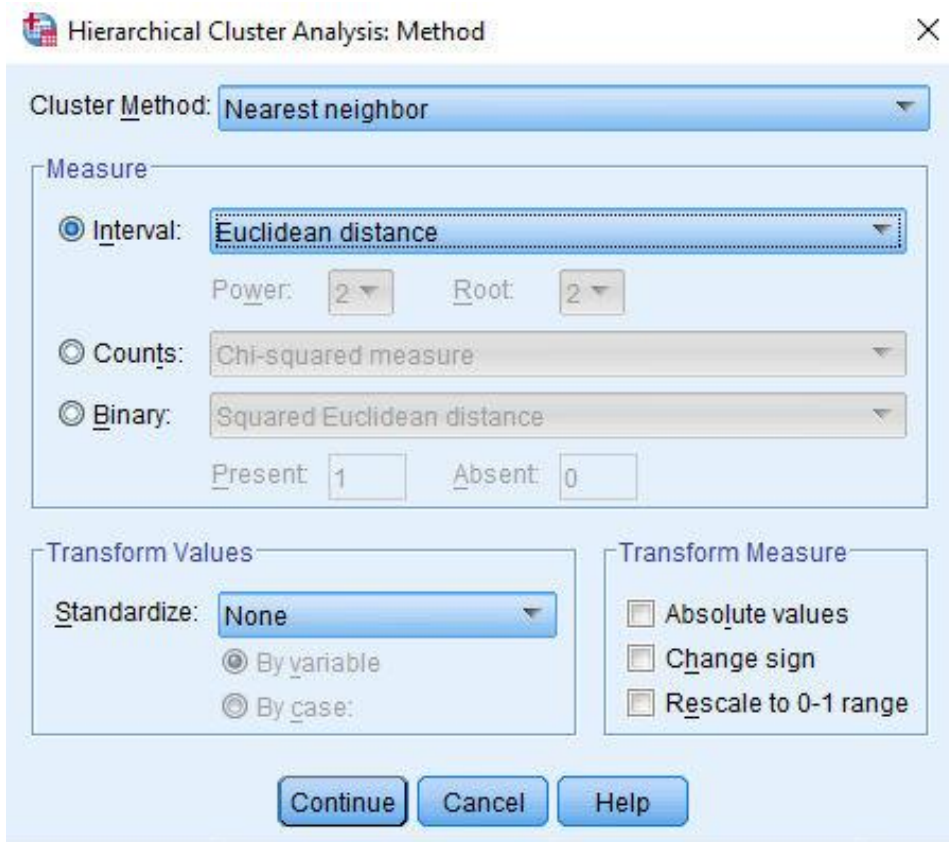 Hierarchical Cluster Analysis: Method
Cluster Method: Nearest neighbor
Measure
Interval: Euclidean distance
Power: 2 Root: 2
Counts: Chi-squared measure
Binary: Squared Euclidean distance
Present: 1 Absent: 0
Transform Values
Standardize: None
By variable
By case:
Transform Measure
Absolute values
Change sign
Rescale to 0-1 range
Continue Cancel Help